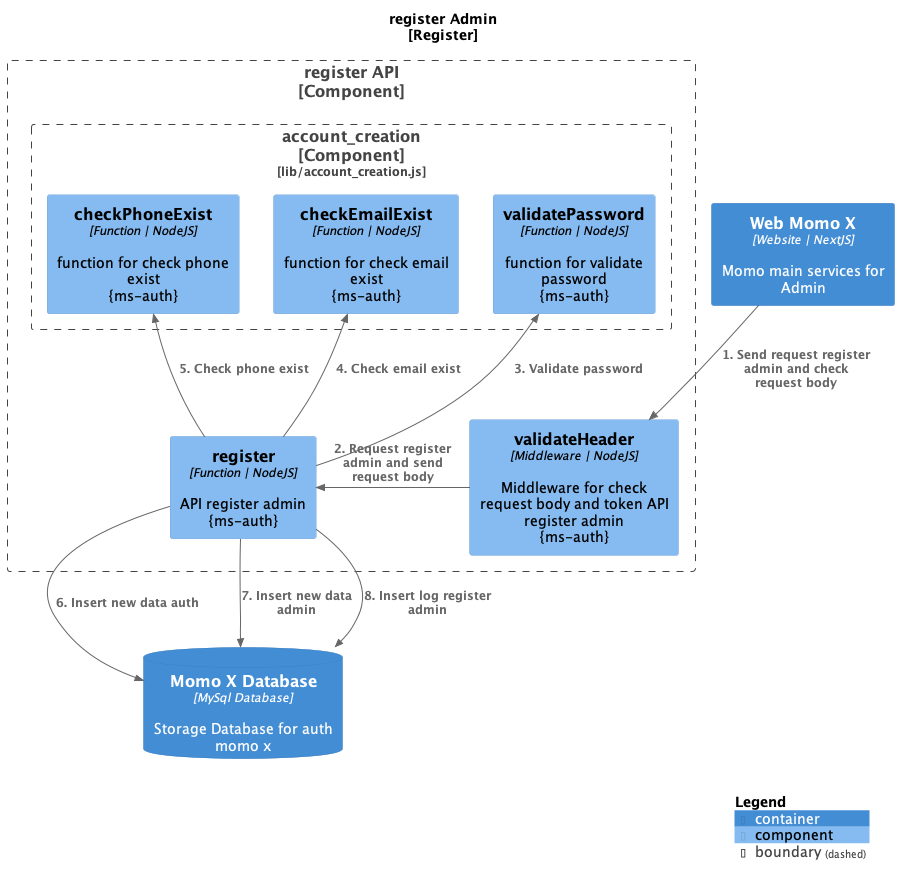 register Admin
[Register]
register API
[Component]
account_creation
[Component]
[lib/account_creation.js]
checkPhoneExist
[Function | NodeJS]
function for check phone
exist
{ms-auth}
checkEmailExist
[Function | NodeJS]
function for check email
exist
{ms-auth}
validatePassword
[Function | NodeJS]
function for validate
password
{ms-auth}
Web Momo X
[Website | NextJS]
Momo main services for
Admin
5. Check phone exist
4. Check email exist
3. Validate password
1. Send request register
admin and check
request body
register
[Function | NodeJS]
API register admin
{ms-auth}
2. Request register
admin and send
request body
validateHeader
[Middleware | NodeJS]
Middleware for check
request body and token API
register admin
{ms-auth}
6. Insert new data auth
7. Insert new data
admin
8. Insert log register
admin
Momo X Database
[MySql Database]
Storage Database for auth
momo x
Legend
container
component
boundary (dashed)